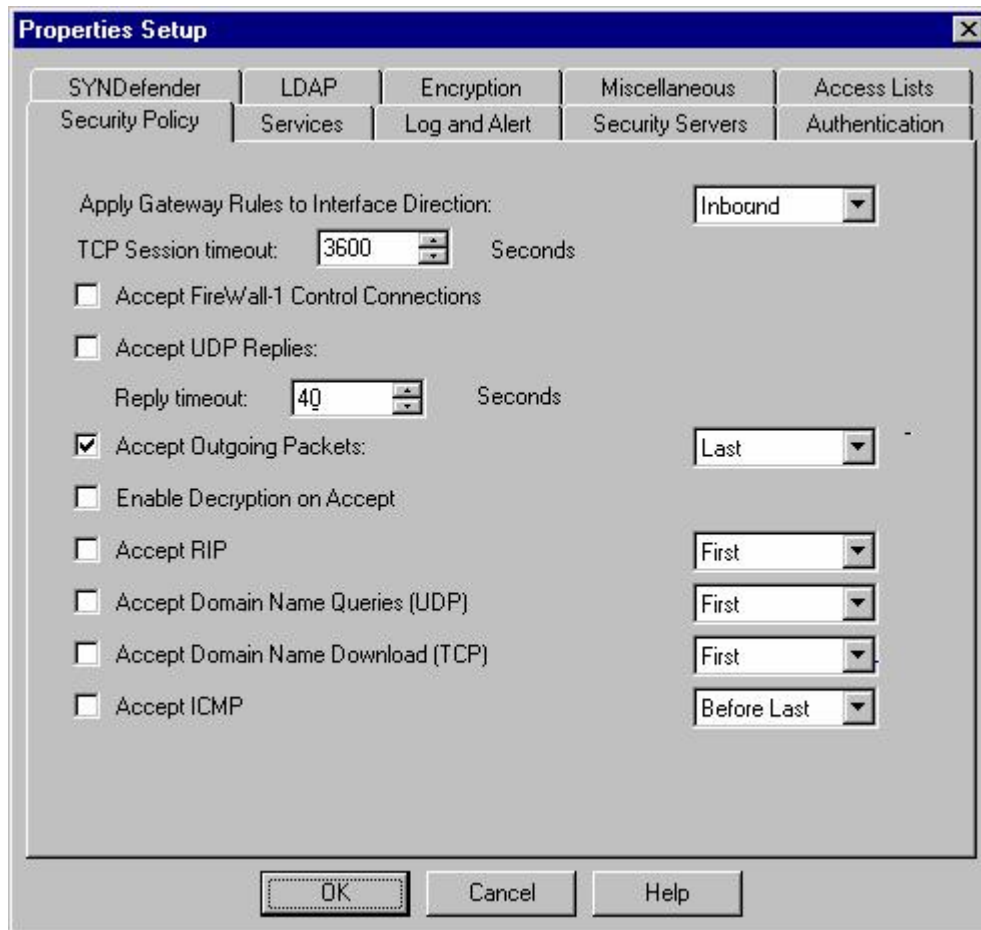 Properties Setup
SYNDefender LDAP Encryption Miscellaneous Access Lists
Security Policy Services Log and Alert Security Servers Authentication
Apply Gateway Rules to Interface Direction: Inbound
TCP Session timeout: 3600 Seconds
Accept FireWall-1 Control Connections
Accept UDP Replies:
Reply timeout: 40 Seconds
Accept Outgoing Packets: Last
Enable Decryption on Accept
Accept RIP First
Accept Domain Name Queries (UDP) First
Accept Domain Name Download (TCP) First
Accept ICMP Before Last
OK Cancel Help